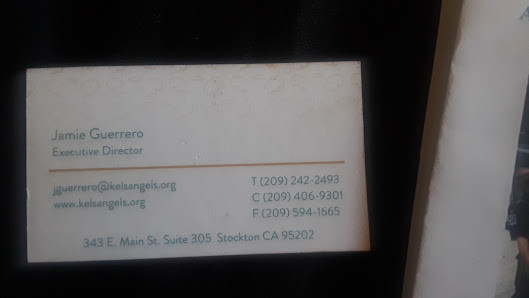 Jamie Guerrero
Executive Director
jguerrero@kelsangels.org
www.kelsangels.org
T (209) 242-2493
C (209) 406-9301
F (209) 594-1665
343 E. Main St. Suite 305 Stockton CA 95202